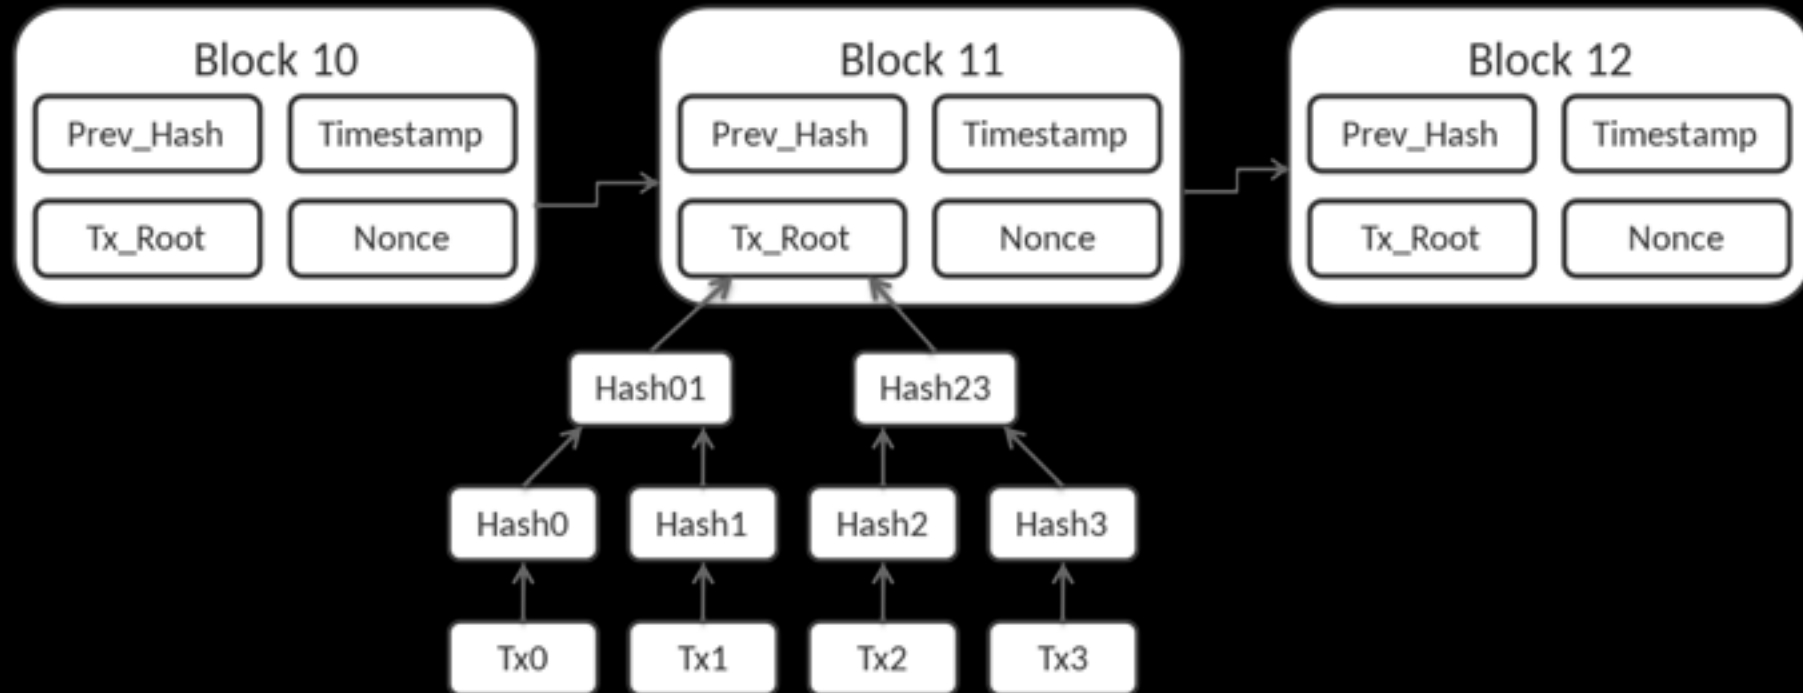 Block 10
Prev_Hash
Timestamp
Tx_Root
Nonce
Block 11
Prev_Hash
Timestamp
Tx_Root
Nonce
Block 12
Prev_Hash
Timestamp
Tx_Root
Nonce
Hash01
Hash23
Hash0
Hash1
Hash2
Hash3
Tx0
Tx1
Tx2
Tx3